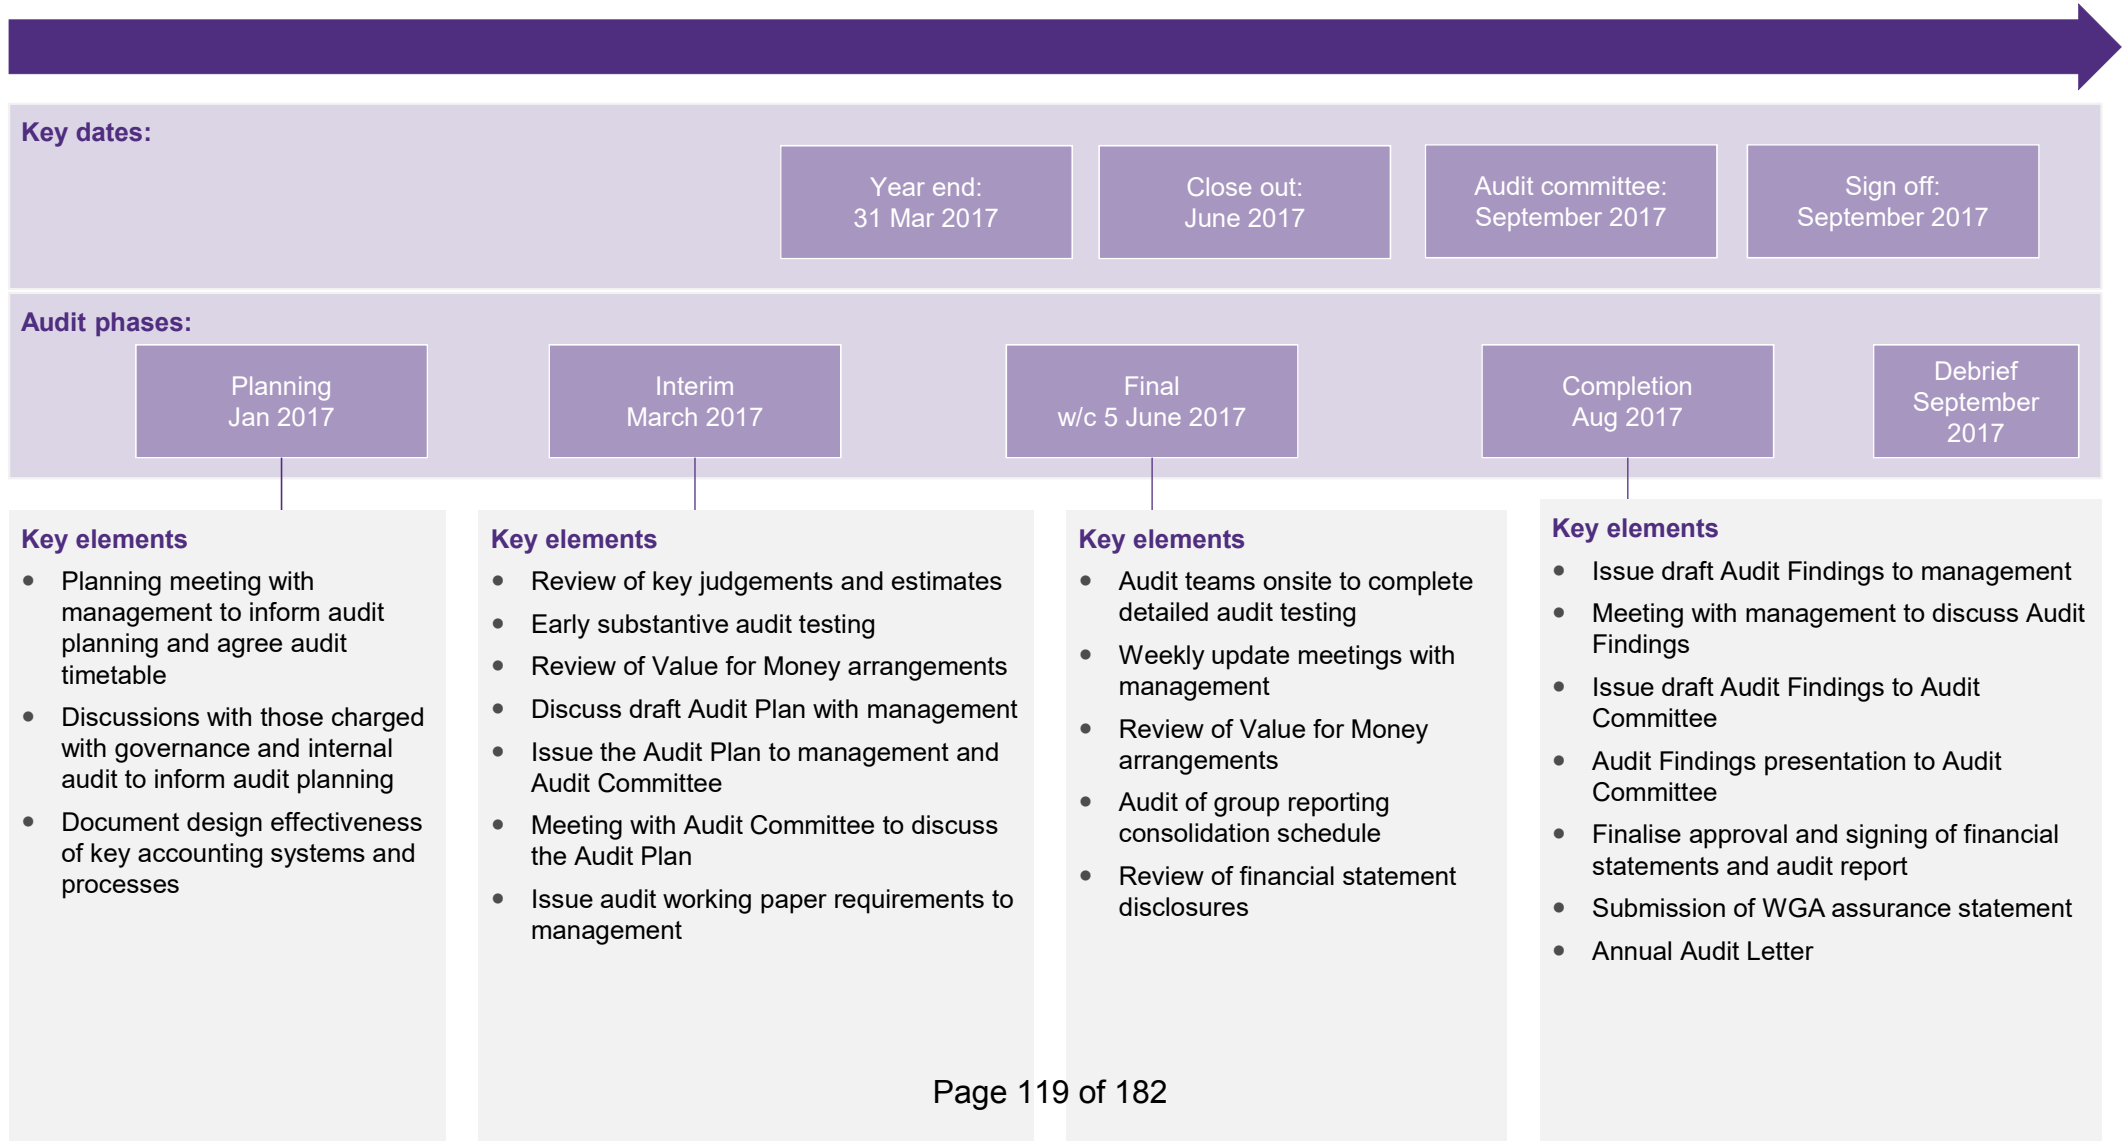 Key dates:
Year end:
31 Mar 2017
Close out:
June 2017
Audit committee:
September 2017
Sign off:
September 2017
Audit phases:
Planning
Jan 2017
Interim
March 2017
Final
w/c 5 June 2017
Completion
Aug 2017
Debrief
September
2017
Key elements
• Planning meeting with
management to inform audit
planning and agree audit
timetable
• Discussions with those charged
with governance and internal
audit to inform audit planning
• Document design effectiveness
of key accounting systems and
processes
Key elements
• Review of key judgements and estimates
• Early substantive audit testing
• Review of Value for Money arrangements
• Discuss draft Audit Plan with management
• Issue the Audit Plan to management and
Audit Committee
• Meeting with Audit Committee to discuss
the Audit Plan
• Issue audit working paper requirements to
management
Key elements
• Audit teams onsite to complete
detailed audit testing
• Weekly update meetings with
management
• Review of Value for Money
arrangements
• Audit of group reporting
consolidation schedule
• Review of financial statement
disclosures
Key elements
• Issue draft Audit Findings to management
• Meeting with management to discuss Audit
Findings
• Issue draft Audit Findings to Audit
Committee
• Audit Findings presentation to Audit
Committee
• Finalise approval and signing of financial
statements and audit report
• Submission of WGA assurance statement
• Annual Audit Letter
Page 119 of 182